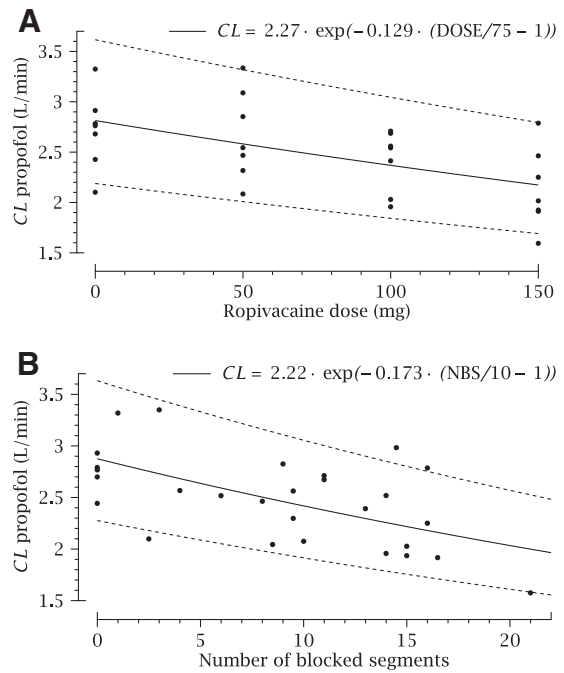 A
CL = 2.27 · exp(−0.129 · (DOSE/75 − 1))
CL propofol (L/min)
3.5
3
2.5
2
1.5
0 50 100 150
Ropivacaine dose (mg)
B
CL = 2.22 · exp(−0.173 · (NBS/10 − 1))
CL propofol (L/min)
3.5
3
2.5
2
1.5
0 5 10 15 20
Number of blocked segments